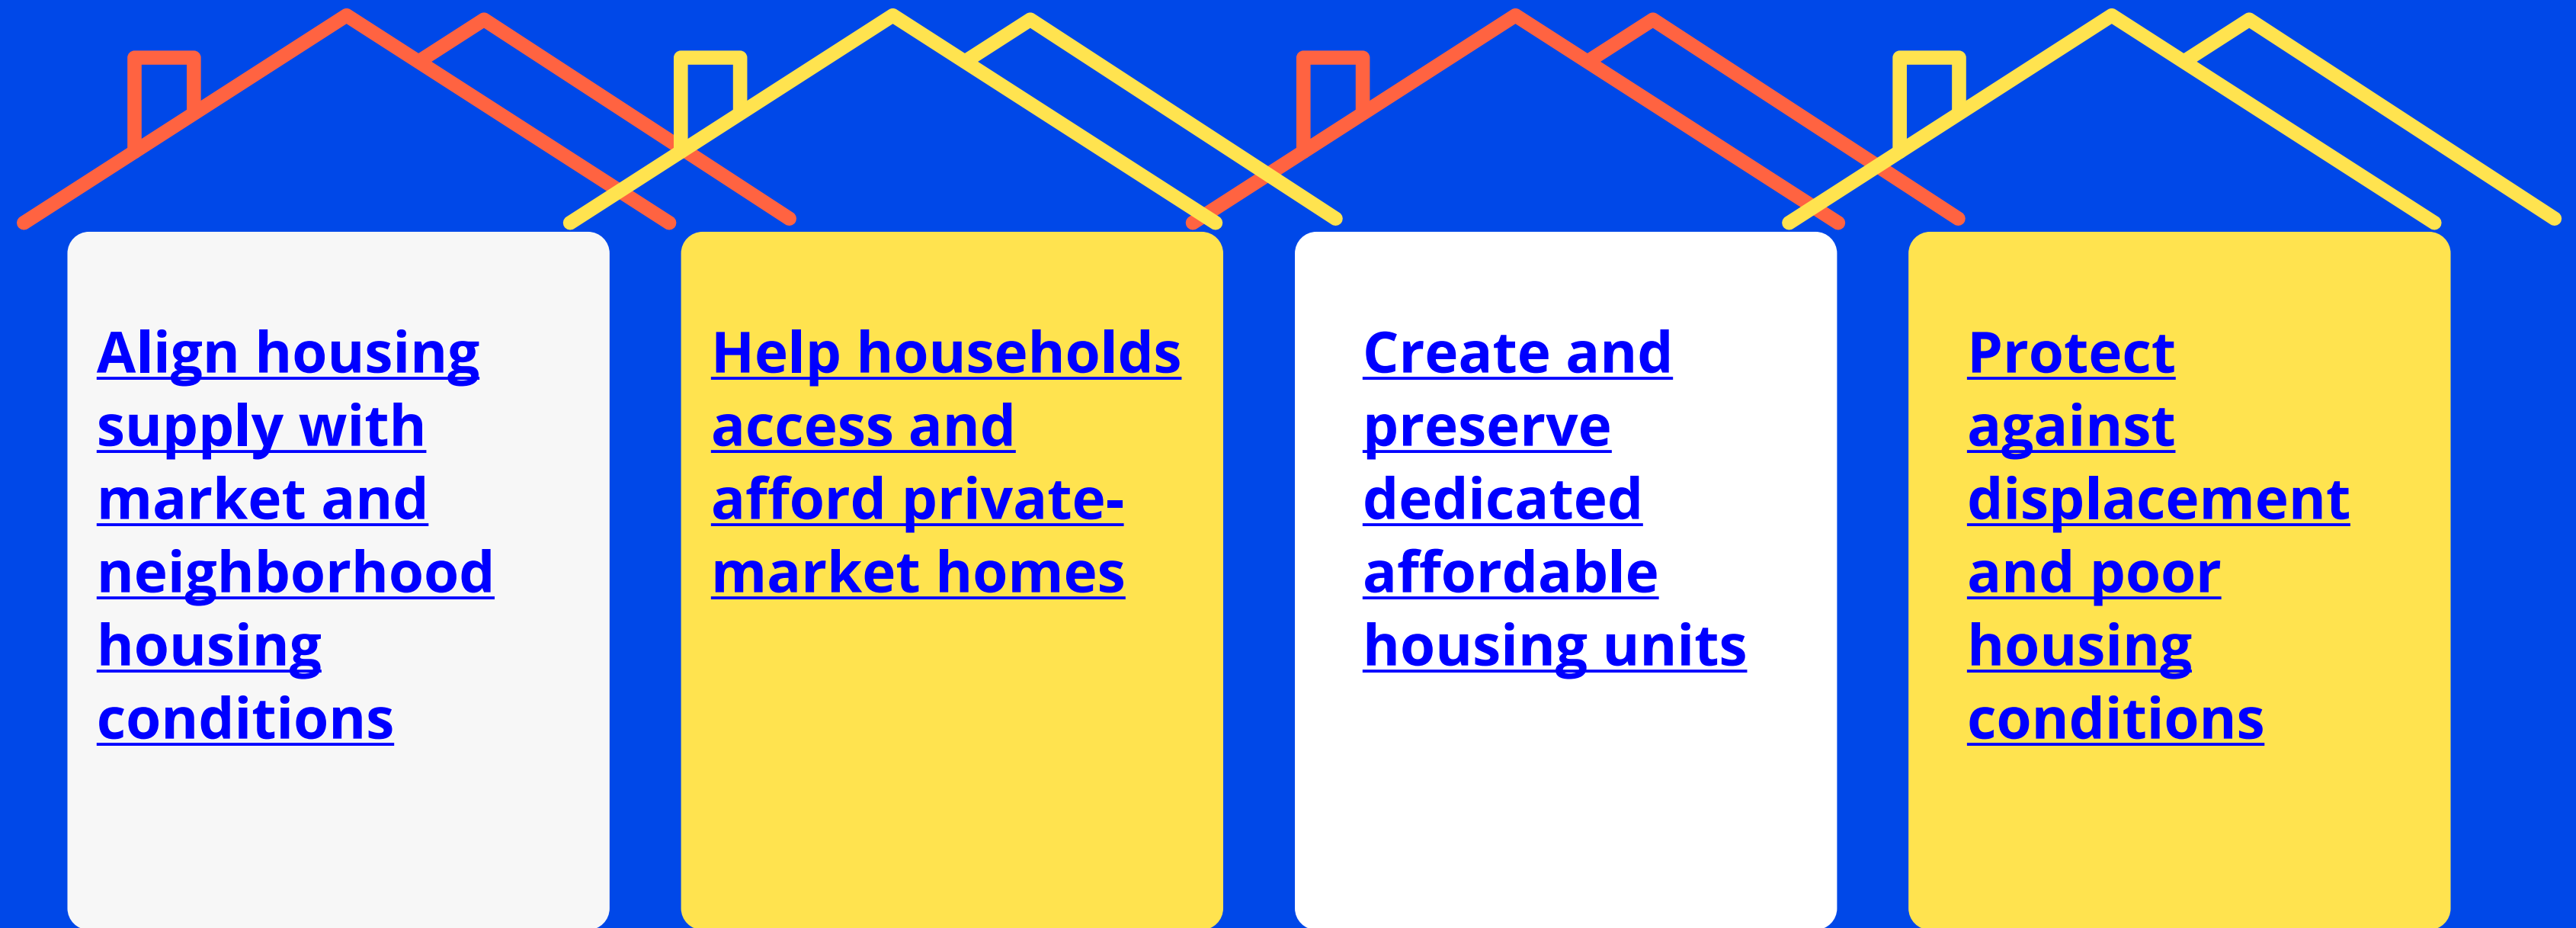 Align housing
supply with
market and
neighborhood
housing
conditions
Help households
access and
afford private-
market homes
Create and
preserve
dedicated
affordable
housing units
Protect
against
displacement
and poor
housing
conditions